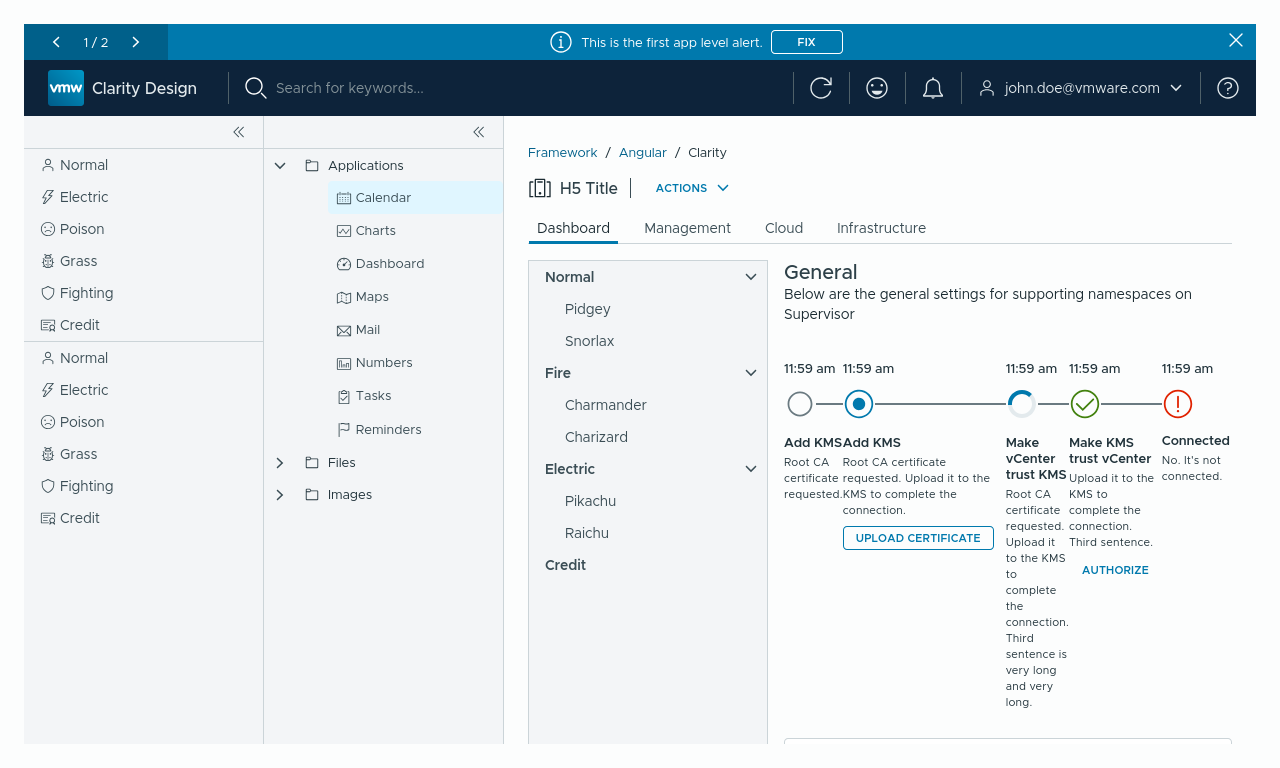 1 / 2
This is the first app level alert.
FIX
vmw
Clarity Design
Search for keywords...
john.doe@vmware.com
Normal
Electric
Poison
Grass
Fighting
Credit
Normal
Electric
Poison
Grass
Fighting
Credit
Applications
Calendar
Charts
Dashboard
Maps
Mail
Numbers
Tasks
Reminders
Files
Images
Framework / Angular / Clarity
H5 Title
ACTIONS
Dashboard
Management
Cloud
Infrastructure
Normal
Pidgey
Snorlax
Fire
Charmander
Charizard
Electric
Pikachu
Raichu
Credit
General
Below are the general settings for supporting namespaces on
Supervisor
11:59 am
Add KMS
Root CA
certificate
requested.
11:59 am
Add KMS
Root CA certificate
requested. Upload it to the
KMS to complete the
connection.
UPLOAD CERTIFICATE
11:59 am
Make
vCenter
trust KMS
Root CA
certificate
requested.
Upload it
to the KMS
to
complete
the
connection.
Third
sentence is
very long
and very
long.
11:59 am
Make KMS
trust vCenter
Upload it to the
KMS to
complete the
connection.
Third sentence.
AUTHORIZE
11:59 am
Connected
No. It's not
connected.